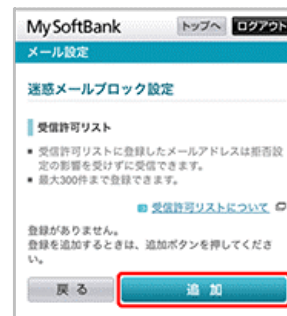 My SoftBank トップへ ログアウト
メール設定
迷惑メールブロック設定
受信許可リスト
■ 受信許可リストに登録したメールアドレスは拒否設
定の影響を受けずに受信できます。
■ 最大300件まで登録できます。
受信許可リストについて
登録がありません。
登録を追加するときは、追加ボタンを押してくださ
い。
戻る 追加